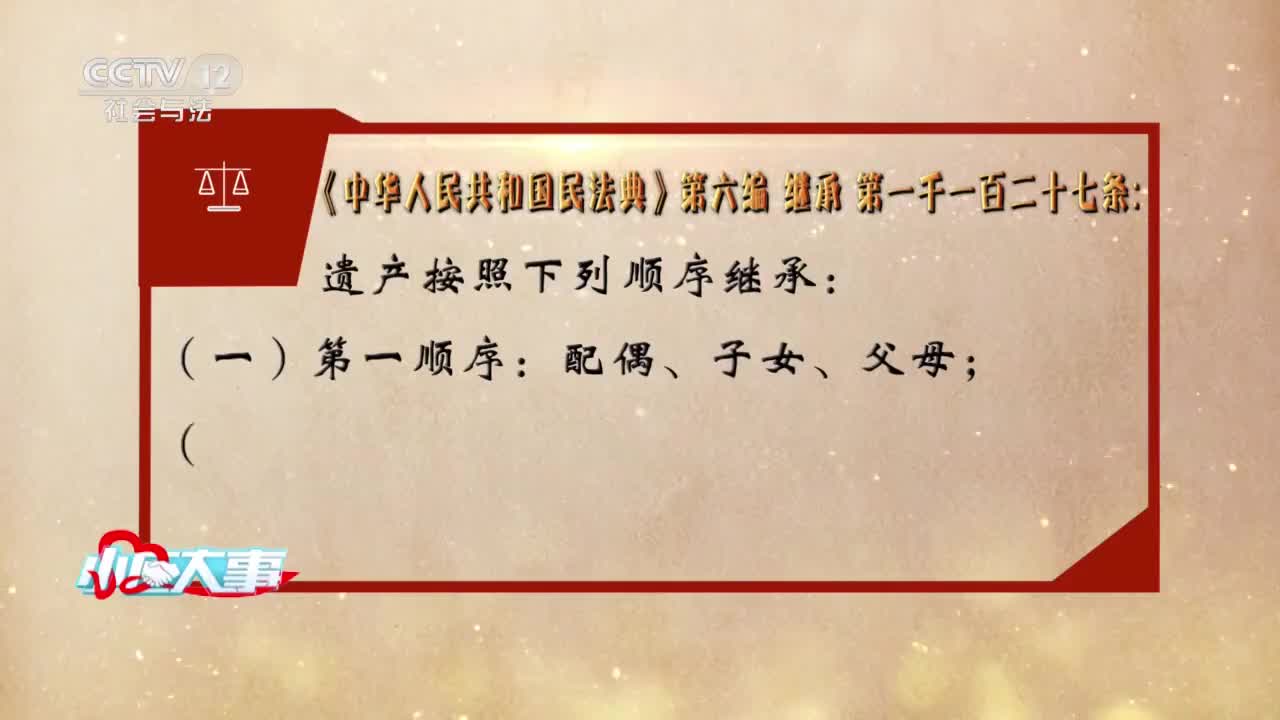 CCTV 12
社会与法
《中华人民共和国民法典》第六编 继承 第一千一百二十七条:
遗产按照下列顺序继承：
（一）第一顺序：配偶、子女、父母；
（
小区大事